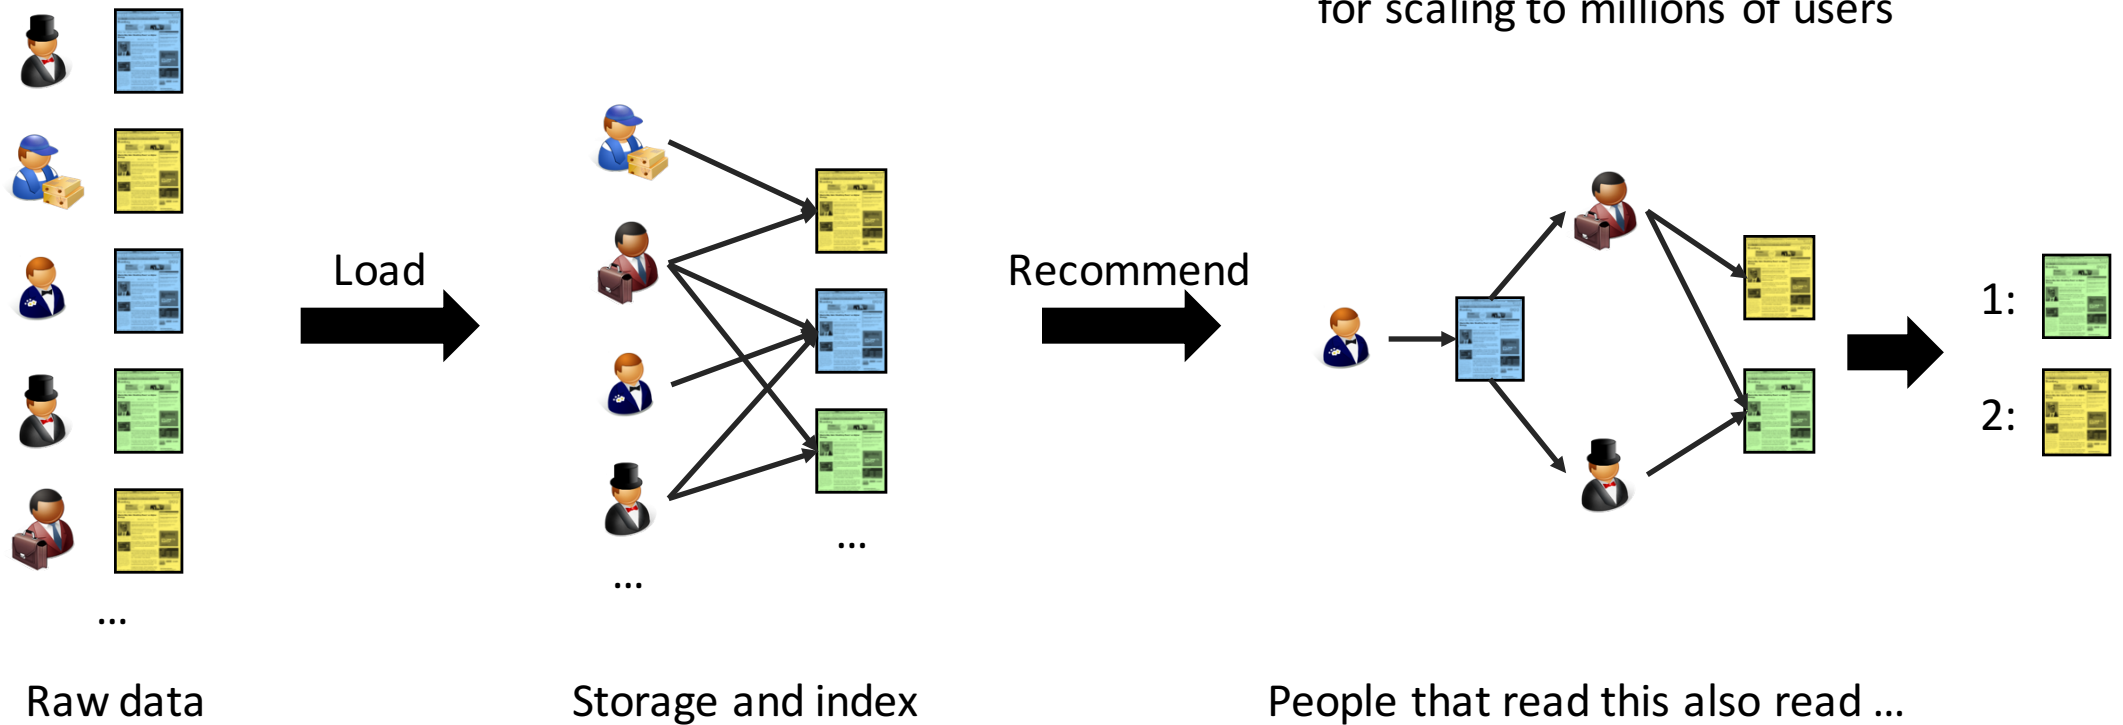 for scaling to millions of users
Load
Recommend
1:
2:
...
...
...
Raw data
Storage and index
People that read this also read ...